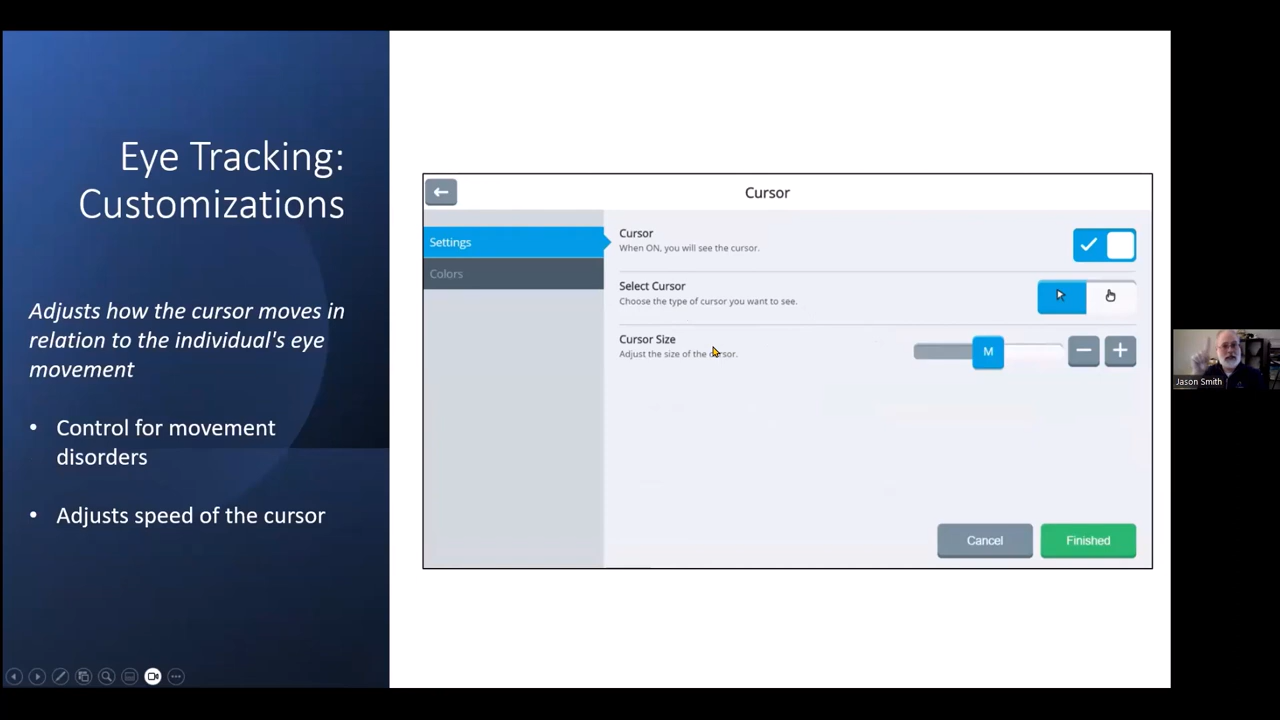 Eye Tracking:
Customizations
Adjusts how the cursor moves in
relation to the individual's eye
movement
• Control for movement
disorders
• Adjusts speed of the cursor
Cursor
Settings
Colors
Cursor
When ON, you will see the cursor.
Select Cursor
Choose the type of cursor you want to see.
Cursor Size
Adjust the size of the cursor.
M
Cancel
Finished
Jason Smith